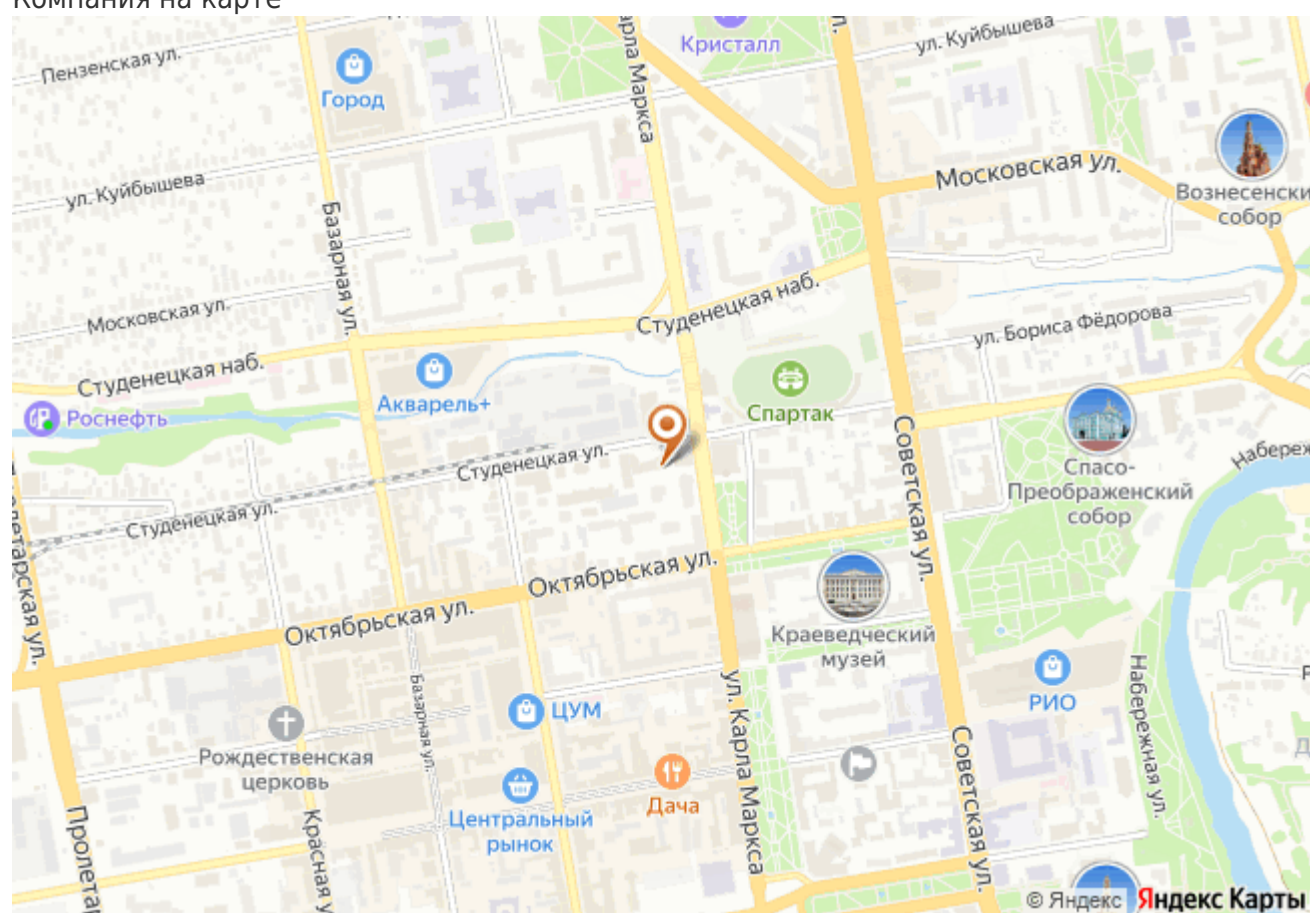 Компания на карте
Кристалл
ул. Куйбышева
Пензенская ул.
Город
Московская ул.
Вознесенски
собор
ул. Куйбышева
Базарная ул.
Студенецкая наб.
Московская ул.
ул. Бориса Фёдорова
Студенецкая наб.
Акварель+
Спартак
Роснефть
Советская ул.
Студенецкая ул.
Спасо-
Преображенский
собор
Набереж
Студенецкая ул.
Октябрьская ул.
Октябрьская ул.
Краеведческий
музей
РИО
Набережная ул.
Базарная ул.
ул. Карла Маркса
ЦУМ
Рождественская
церковь
Советская ул.
Дача
Центральный
рынок
Пролетар
Красная у
© Яндекс Яндекс Карты